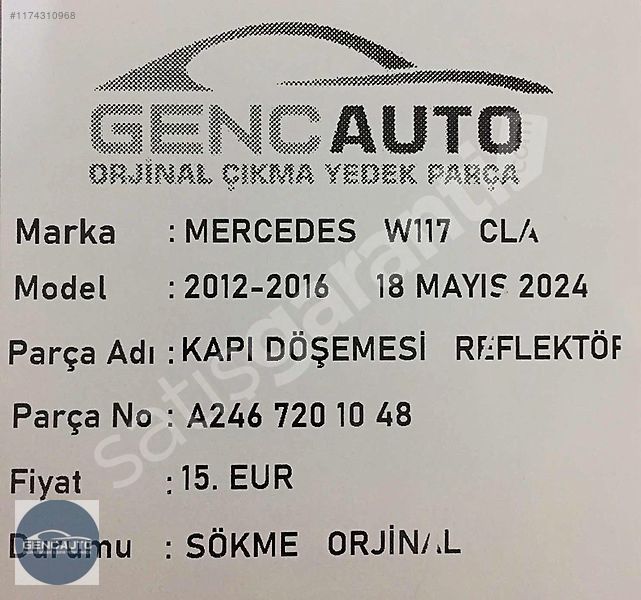 #1174310968
GENC AUTO
ORJİNAL ÇIKMA YEDEK PARÇA
Marka : MERCEDES W117 CLA
Model : 2012-2016 18 MAYIS 2024
Parça Adı : KAPI DÖŞEMESİ REFLEKTÖR
Parça No : A246 720 10 48
Fiyat : 15. EUR
Durumu : SÖKME ORJİNAL
GENCAUTO
satışgaranti